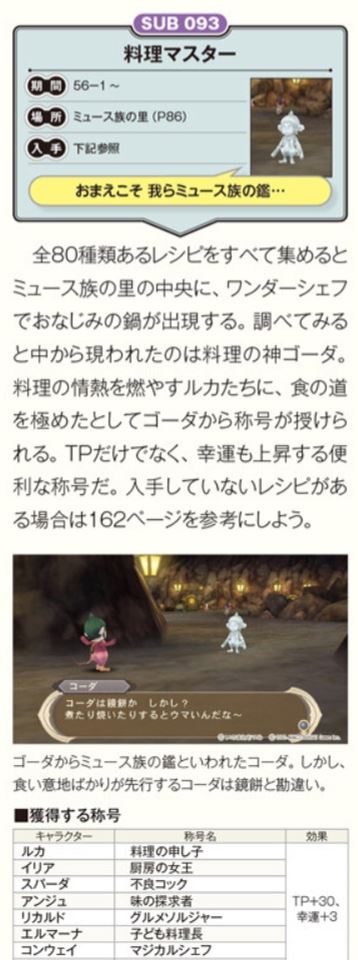 SUB 093
料理マスター
期間 56-1～
場所 ミュース族の里（P86）
入手 下記参照
おまえこそ 我らミュース族の鑑…
全80種類あるレシピをすべて集めると
ミュース族の里の中央に、ワンダーシェフ
でおなじみの鍋が出現する。調べてみる
と中から現われたのは料理の神ゴーダ。
料理の情熱を燃やすルカたちに、食の道
を極めたとしてゴーダから称号が授けら
れる。TPだけでなく、幸運も上昇する便
利な称号だ。入手していないレシピがあ
る場合は162ページを参考にしよう。
コーダ
コーダは鏡餅か しかし？
煮たり焼いたりするとウマいんだな～
ゴーダからミュース族の鑑といわれたコーダ。しかし、
食い意地ばかりが先行するコーダは鏡餅と勘違い。
■獲得する称号
キャラクター 称号名 効果
ルカ 料理の申し子
イリア 厨房の女王
スパーダ 不良コック
アンジュ 味の探求者 TP+30、
リカルド グルメソルジャー 幸運+3
エルマーナ 子ども料理長
コンウェイ マジカルシェフ